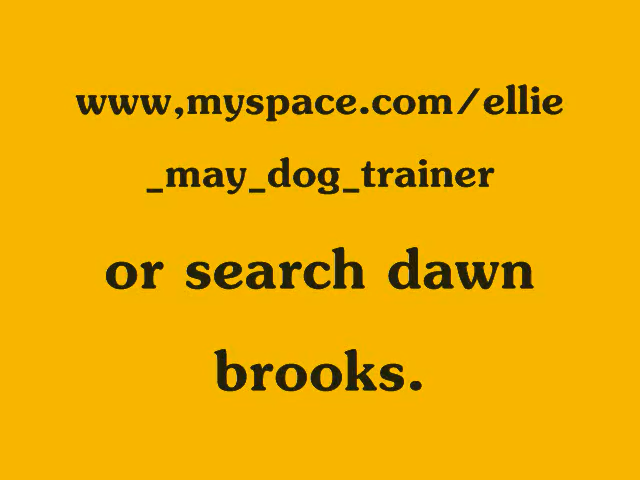 www,myspace.com/ellie
_may_dog_trainer
or search dawn
brooks.